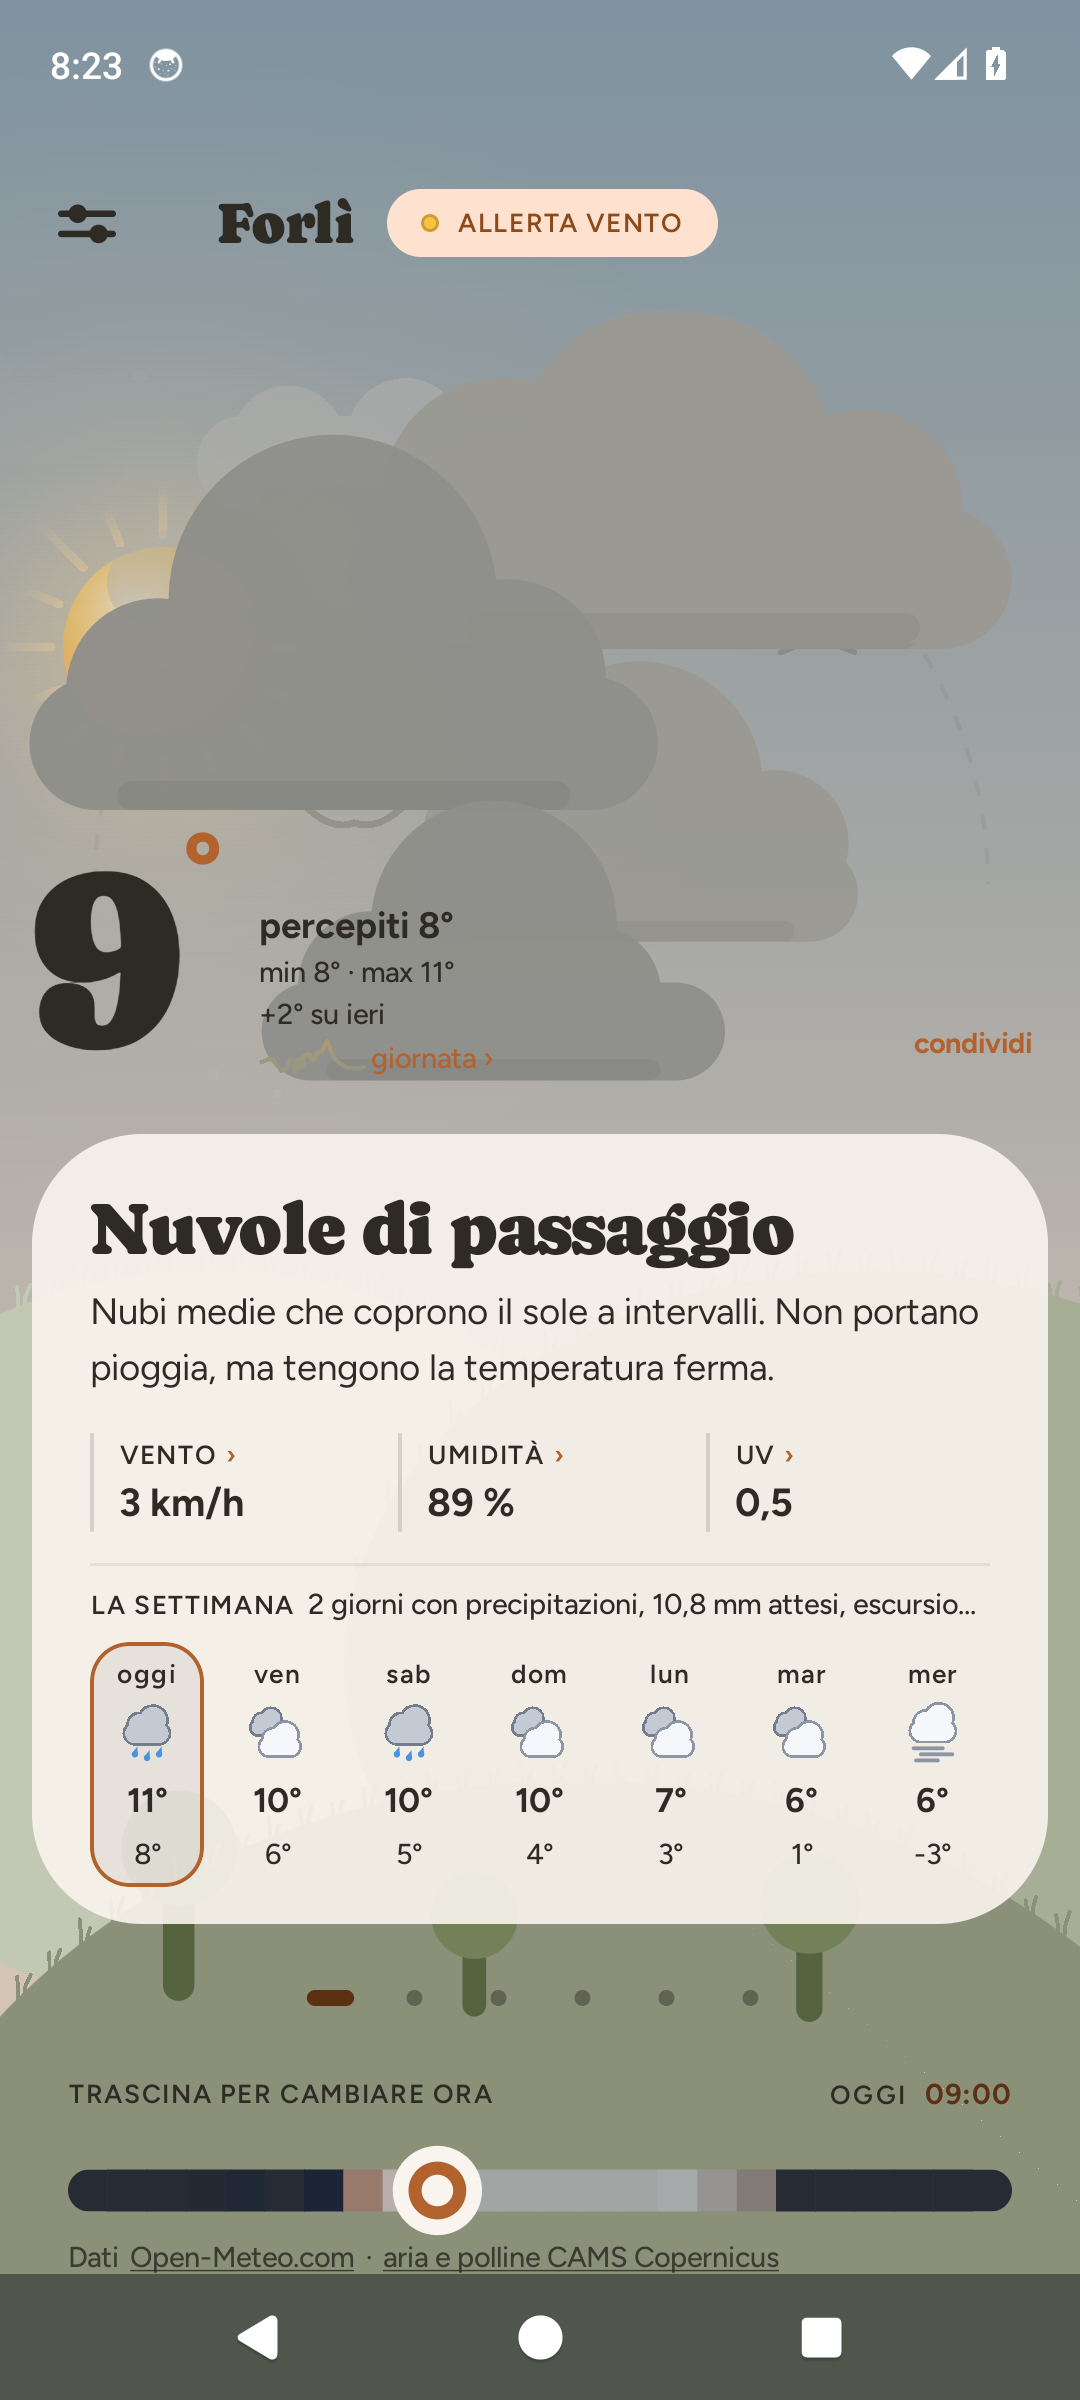 8:23
Forlì
ALLERTA VENTO
9°
percepiti 8°
min 8° · max 11°
+2° su ieri
giornata ›
condividi
Nuvole di passaggio
Nubi medie che coprono il sole a intervalli. Non portano
pioggia, ma tengono la temperatura ferma.
VENTO › UMIDITÀ › UV ›
3 km/h 89 % 0,5
LA SETTIMANA 2 giorni con precipitazioni, 10,8 mm attesi, escursio...
oggi ven sab dom lun mar mer
11° 10° 10° 10° 7° 6° 6°
8° 6° 5° 4° 3° 1° -3°
TRASCINA PER CAMBIARE ORA OGGI 09:00
Dati Open-Meteo.com · aria e polline CAMS Copernicus